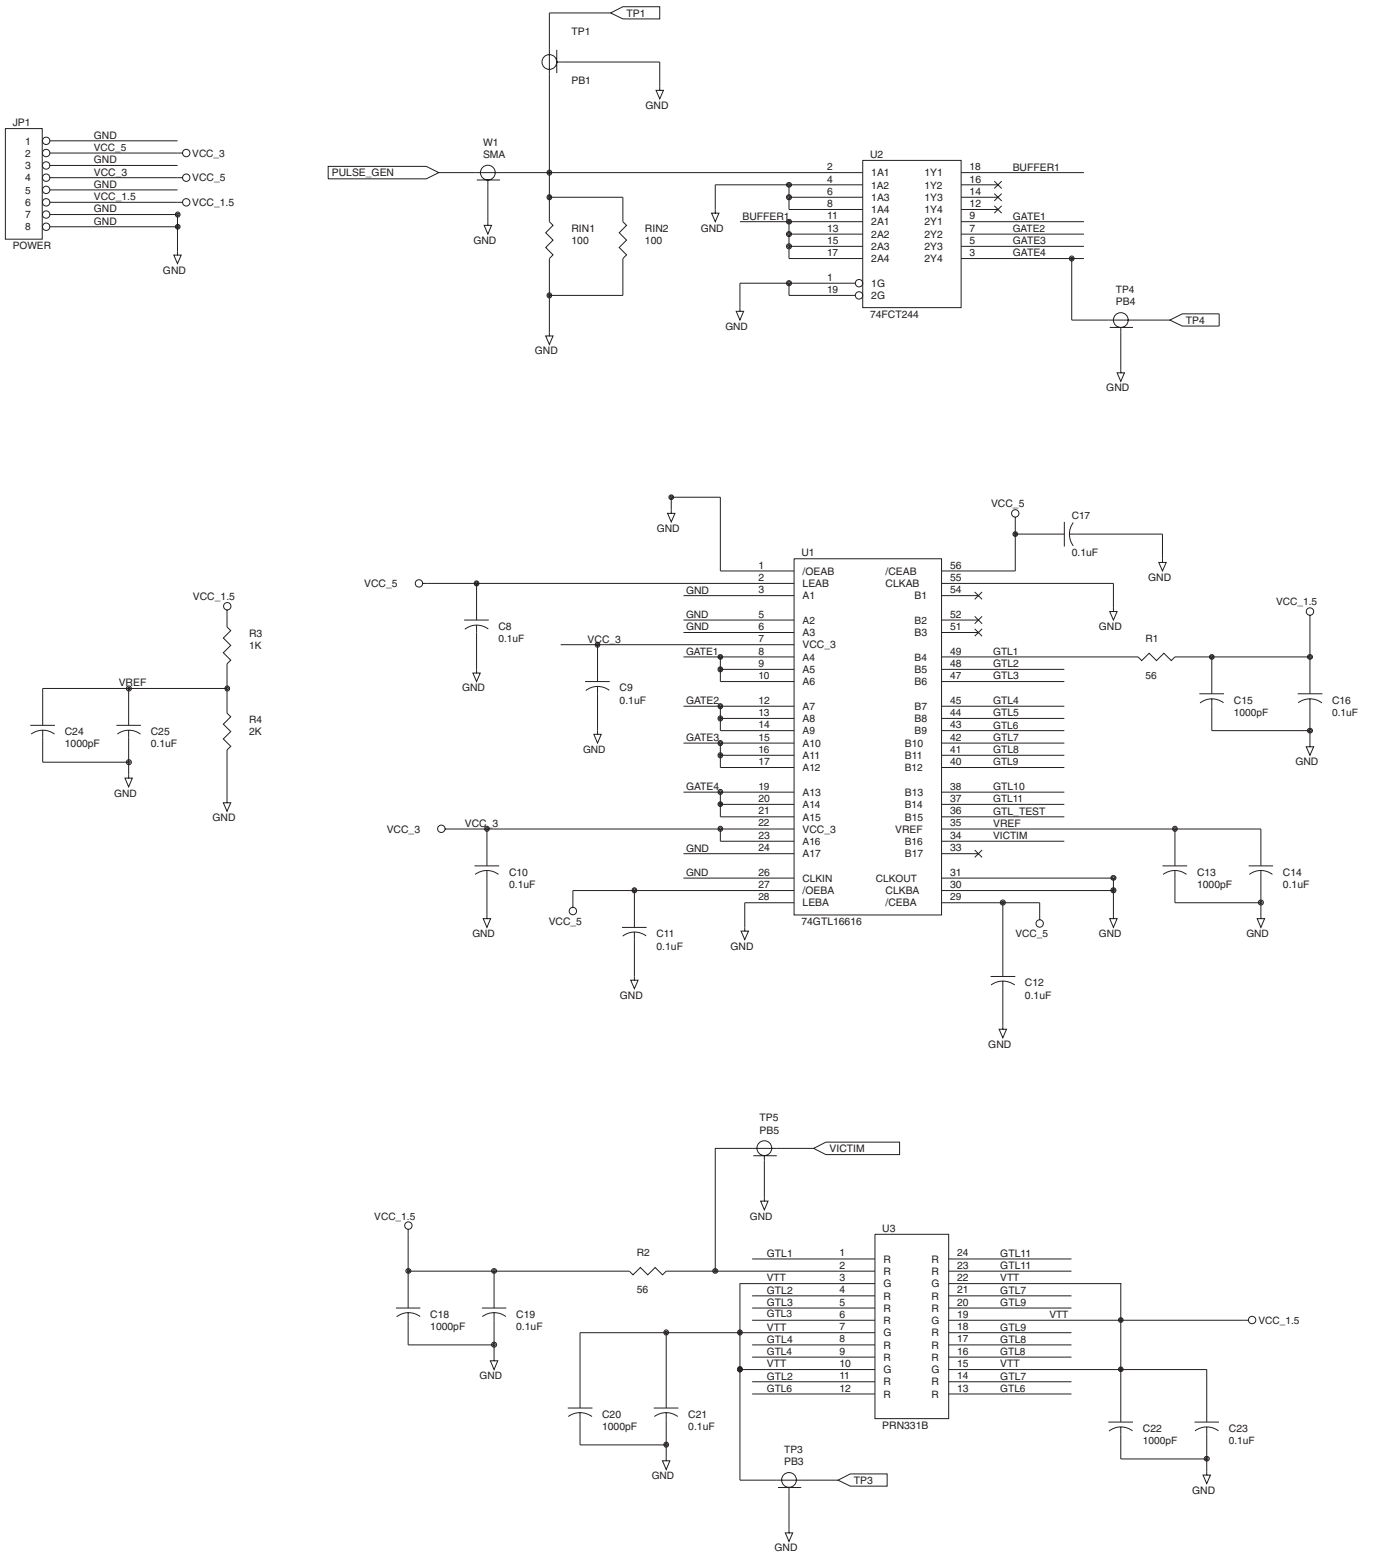 TP1
TP1
PB1
GND
JP1
1 GND
2 VCC_5 VCC_3
3 GND
4 VCC_3 VCC_5
5 GND
6 VCC_1.5 VCC_1.5
7 GND
8 GND
POWER
GND
PULSE_GEN
W1
SMA
GND
RIN1
100
RIN2
100
GND
U2
2 1A1 1Y1 18 BUFFER1
4 1A2 1Y2 16
6 1A3 1Y3 14
8 1A4 1Y4 12
BUFFER1 11 2A1 2Y1 9 GATE1
13 2A2 2Y2 7 GATE2
15 2A3 2Y3 5 GATE3
17 2A4 2Y4 3 GATE4
1 1G
19 2G
74FCT244
GND
GND
TP4
PB4
TP4
GND
GND
VCC_5
C17
0.1uF
GND
U1
1 /OEAB /CEAB 56
VCC_5 2 LEAB CLKAB 55
GND 3 A1 B1 54
GND 5 A2 B2 52
GND 6 A3 B3 51
VCC_3 7 VCC_3
GATE1 8 A4 B4 49 GTL1
9 A5 B5 48 GTL2
10 A6 B6 47 GTL3
GATE2 12 A7 B7 45 GTL4
13 A8 B8 44 GTL5
14 A9 B9 43 GTL6
GATE3 15 A10 B10 42 GTL7
16 A11 B11 41 GTL8
17 A12 B12 40 GTL9
GATE4 19 A13 B13 38 GTL10
20 A14 B14 37 GTL11
21 A15 B15 36 GTL_TEST
VCC_3 VCC_3 22 VCC_3 VREF 35 VREF
23 A16 B16 34 VICTIM
GND 24 A17 B17 33
GND 26 CLKIN CLKOUT 31
27 /OEBA CLKBA 30
28 LEBA /CEBA 29
74GTL16616
C8
0.1uF
GND
C9
0.1uF
GND
C10
0.1uF
GND
VCC_5
C11
0.1uF
GND
GND
GND
R1
56
VCC_1.5
C15
1000pF
C16
0.1uF
GND
C13
1000pF
C14
0.1uF
GND
GND
VCC_5
C12
0.1uF
GND
VCC_1.5
R3
1K
VREF
R4
2K
C24
1000pF
C25
0.1uF
GND
GND
TP5
PB5
VICTIM
GND
VCC_1.5
R2
56
C18
1000pF
C19
0.1uF
GND
U3
GTL1 1 R R 24 GTL11
2 R R 23 GTL11
VTT 3 G G 22 VTT
GTL2 4 R R 21 GTL7
GTL3 5 R R 20 GTL9
GTL3 6 R G 19 VTT VCC_1.5
VTT 7 G R 18 GTL9
GTL4 8 R R 17 GTL8
GTL4 9 R R 16 GTL8
VTT 10 G G 15 VTT
GTL2 11 R R 14 GTL7
GTL6 12 R R 13 GTL6
PRN331B
C20
1000pF
C21
0.1uF
GND
C22
1000pF
C23
0.1uF
GND
TP3
PB3
TP3
GND